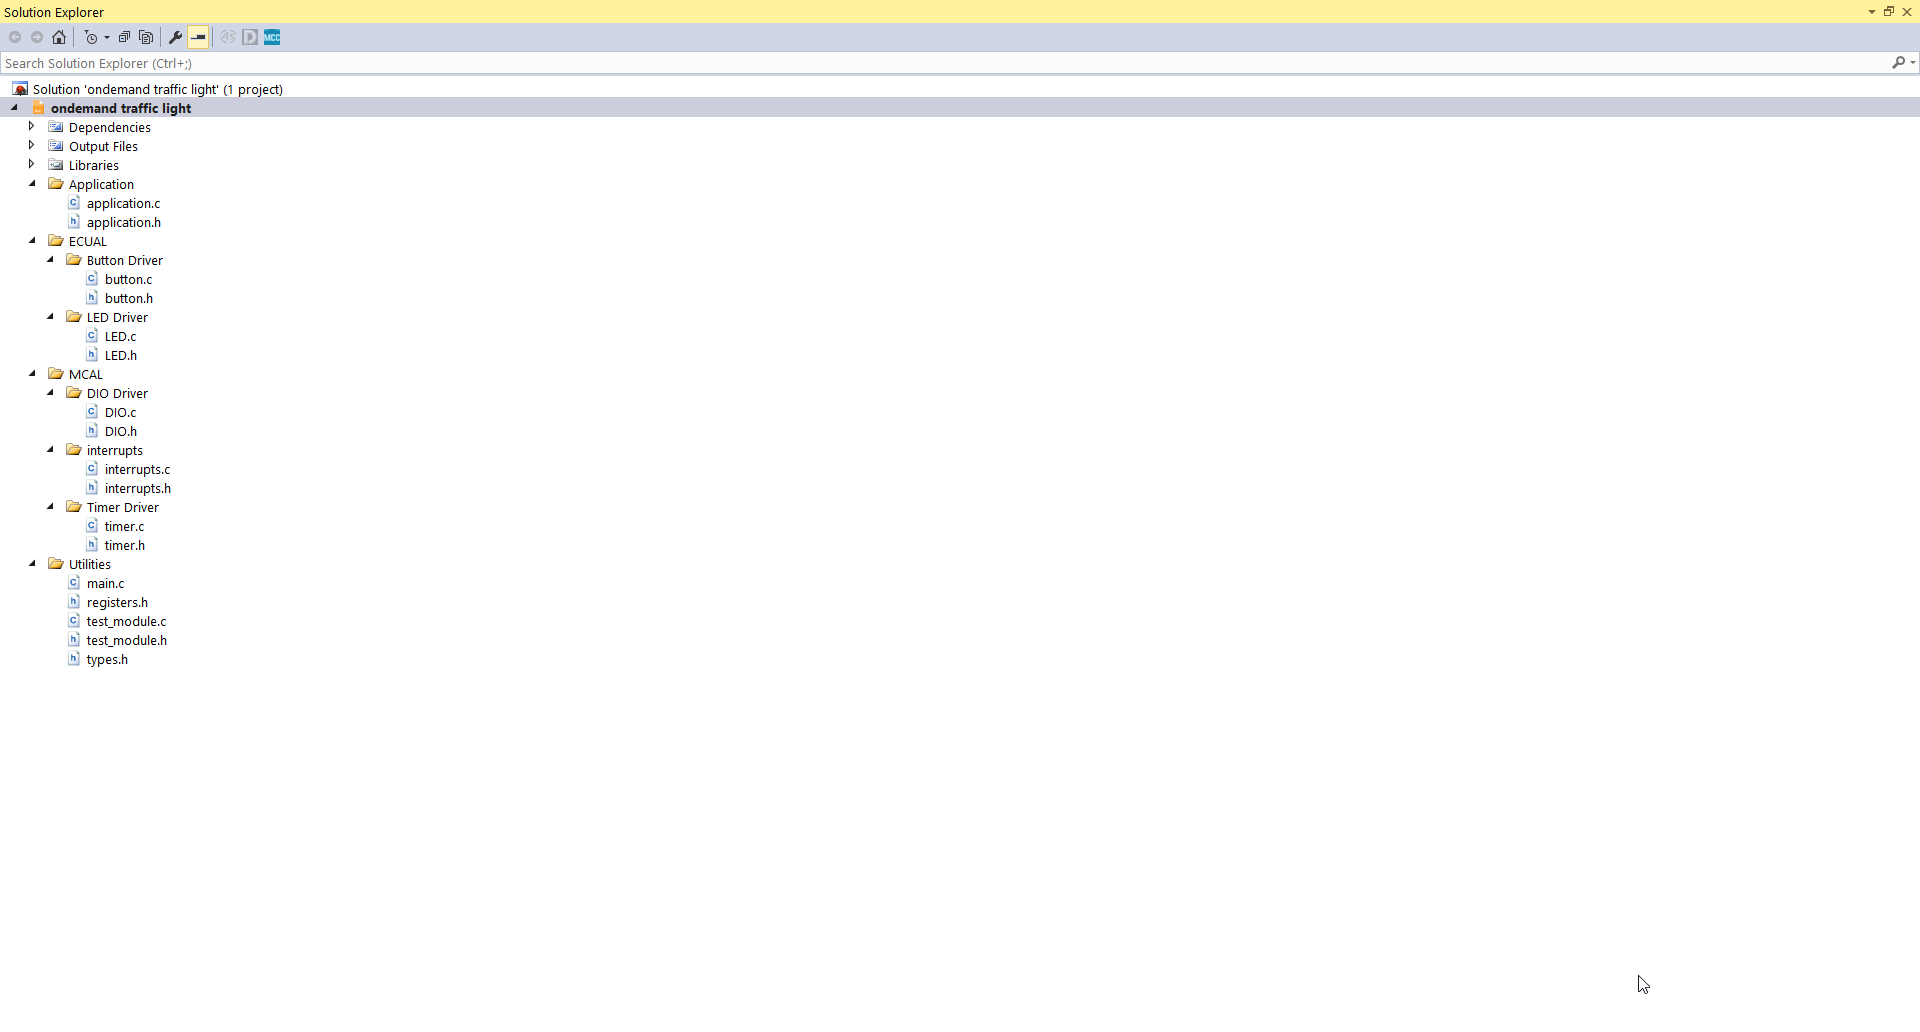 Solution Explorer
MCC
Search Solution Explorer (Ctrl+;)
Solution 'ondemand traffic light' (1 project)
ondemand traffic light
Dependencies
Output Files
Libraries
Application
application.c
application.h
ECUAL
Button Driver
button.c
button.h
LED Driver
LED.c
LED.h
MCAL
DIO Driver
DIO.c
DIO.h
interrupts
interrupts.c
interrupts.h
Timer Driver
timer.c
timer.h
Utilities
main.c
registers.h
test_module.c
test_module.h
types.h